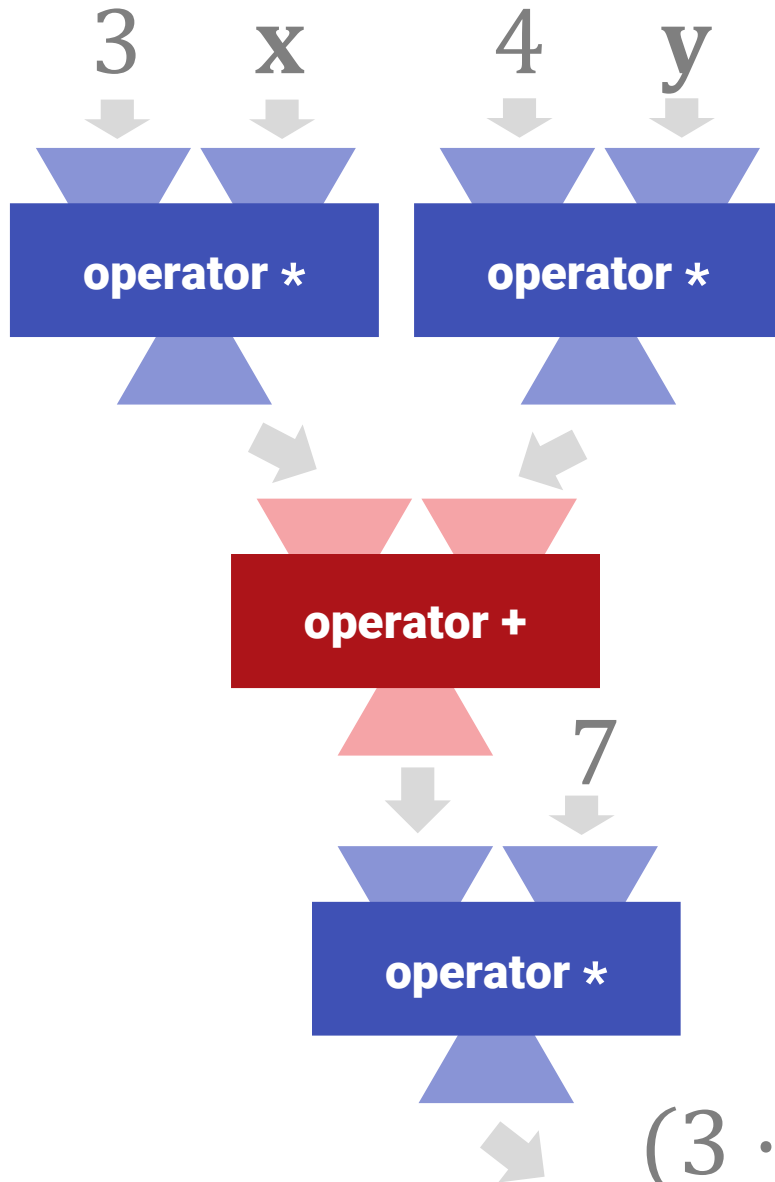 3 x 4 y
operator * operator *
operator +
7
operator *
(3 ·